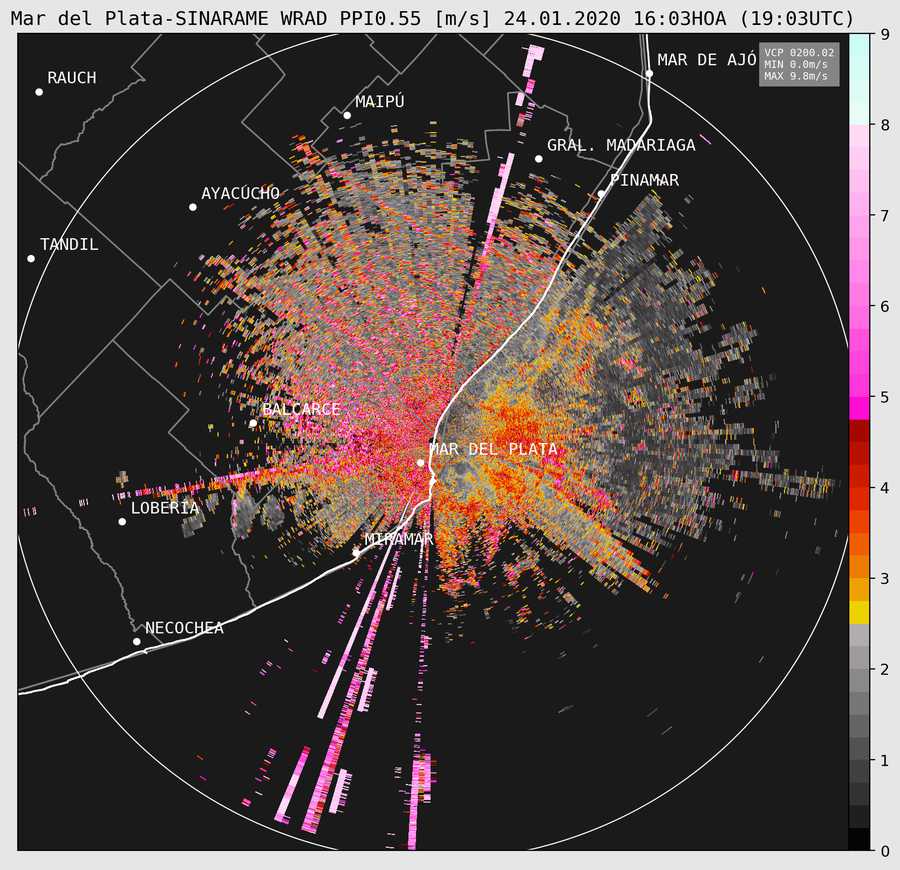 Mar del Plata-SINARAME WRAD PPI0.55 [m/s] 24.01.2020 16:03HOA (19:03UTC)
VCP 0200.02
MIN 0.0m/s
MAX 9.8m/s
MAR DE AJÓ
RAUCH
MAIPÚ
GRAL. MADARIAGA
PINAMAR
AYACUCHO
TANDIL
BALCARCE
MAR DEL PLATA
LOBERÍA
MIRAMAR
NECOCHEA
9
8
7
6
5
4
3
2
1
0